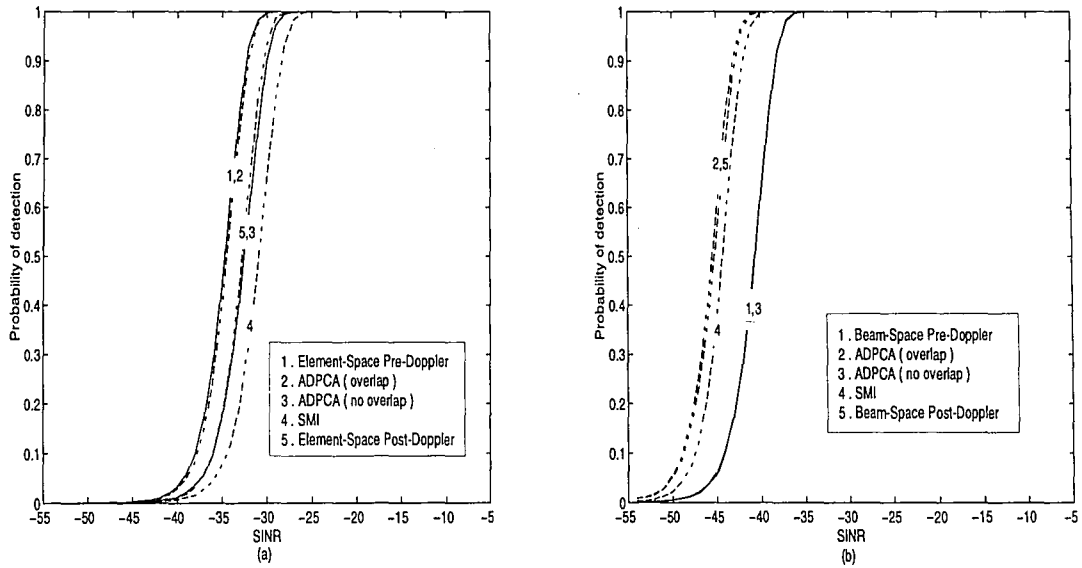 Probability of detection
1
0.9
0.8
0.7
0.6
0.5
0.4
0.3
0.2
0.1
0
1,2
5,3
4
1 . Element-Space Pre-Doppler
2 . ADPCA ( overlap )
3 . ADPCA ( no overlap )
4 . SMI
5 . Element-Space Post-Doppler
-55 -50 -45 -40 -35 -30 -25 -20 -15 -10 -5
SINR
(a)
Probability of detection
1
0.9
0.8
0.7
0.6
0.5
0.4
0.3
0.2
0.1
0
2,5
4
1,3
1 . Beam-Space Pre-Doppler
2 . ADPCA ( overlap )
3 . ADPCA ( no overlap )
4 . SMI
5 . Beam-Space Post-Doppler
-55 -50 -45 -40 -35 -30 -25 -20 -15 -10 -5
SINR
(b)